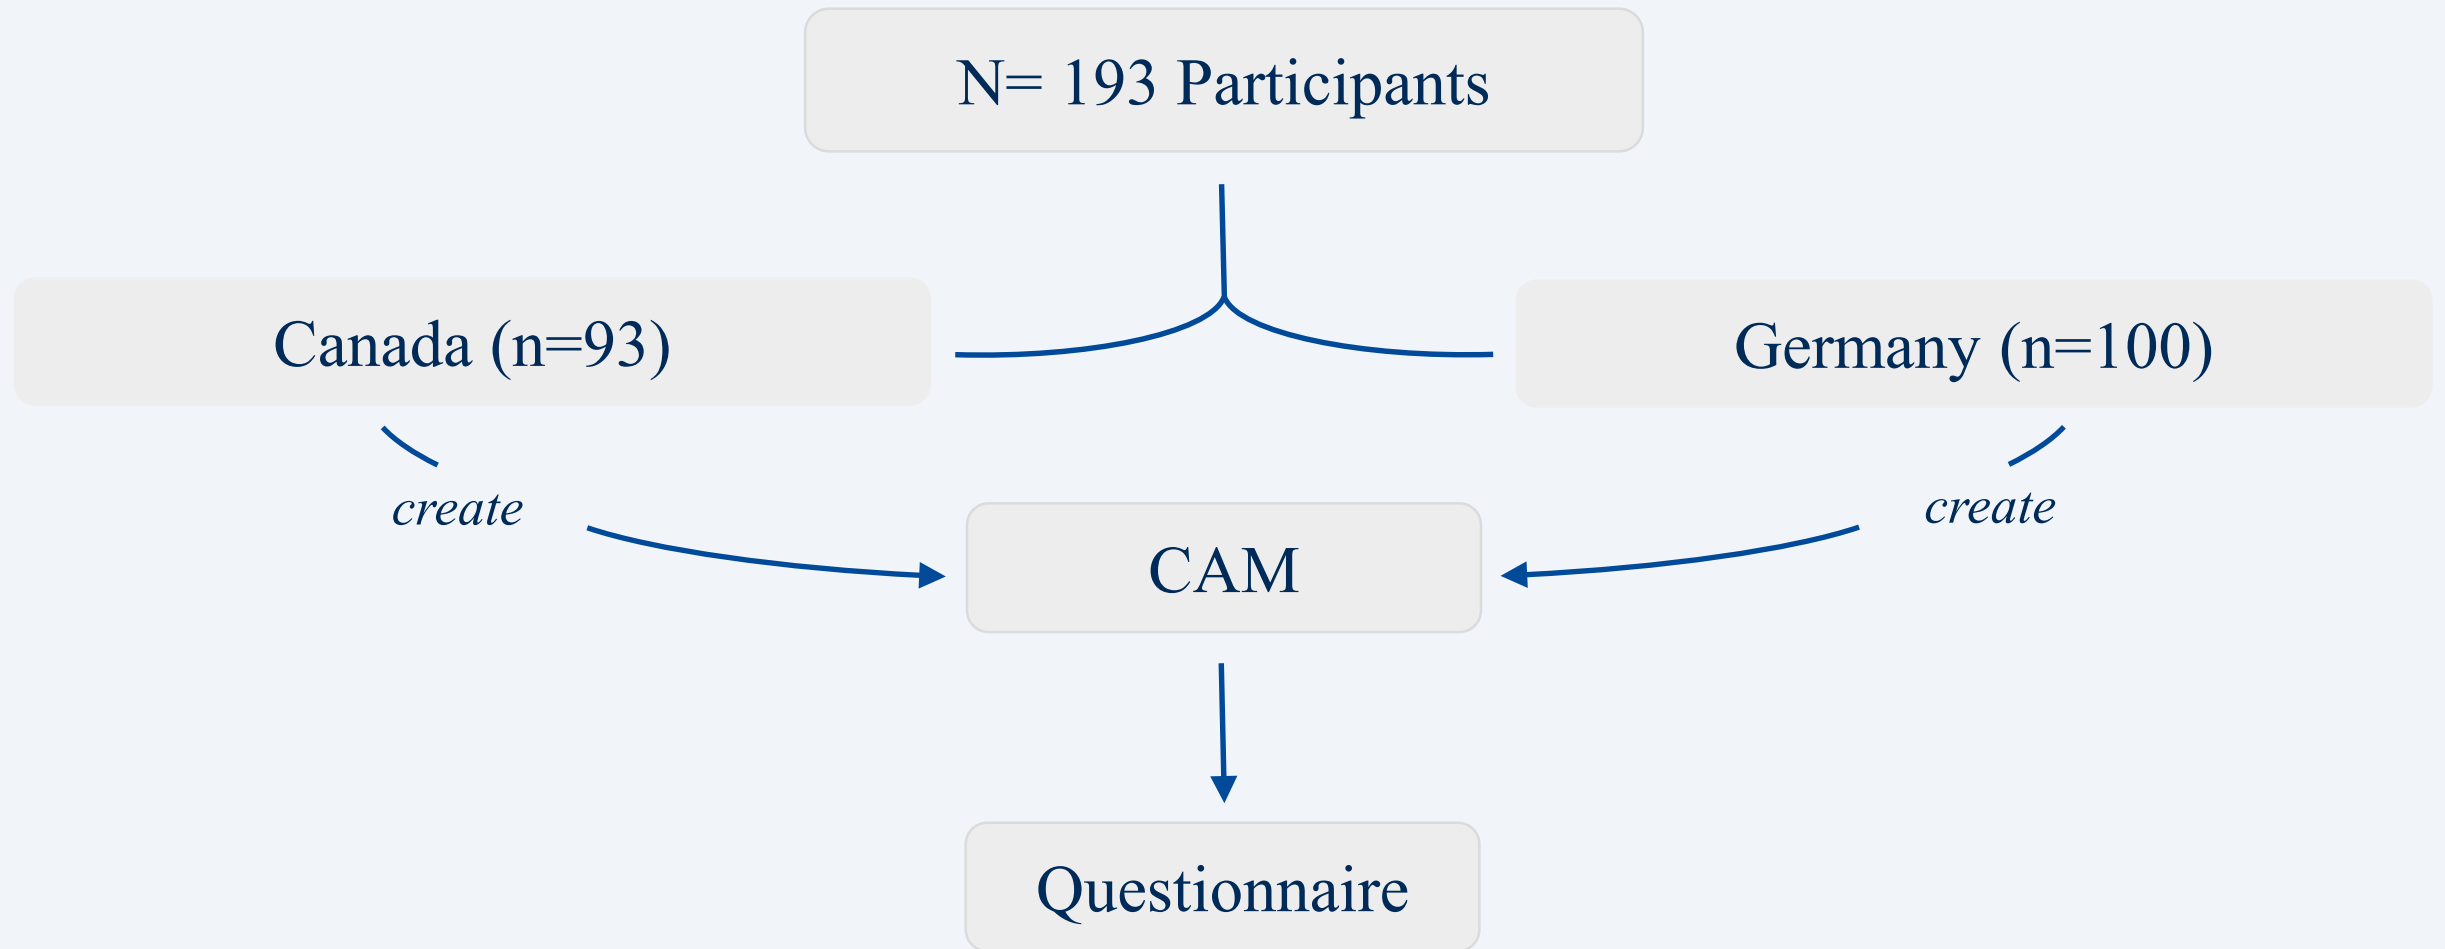 N= 193 Participants
Canada (n=93)
Germany (n=100)
create
create
CAM
Questionnaire